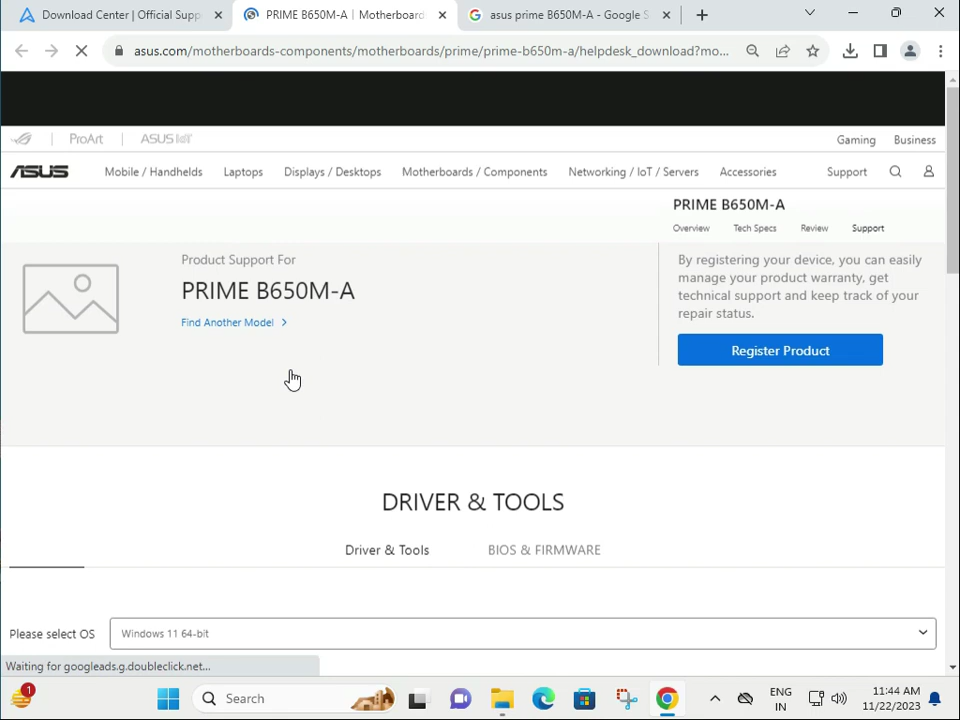 Download Center | Official Supp
PRIME B650M-A | Motherboard
asus prime B650M-A - Google S
asus.com/motherboards-components/motherboards/prime/prime-b650m-a/helpdesk_download?mo...
ProArt
ASUS IoT
Gaming
Business
ASUS
Mobile / Handhelds
Laptops
Displays / Desktops
Motherboards / Components
Networking / IoT / Servers
Accessories
Support
PRIME B650M-A
Overview
Tech Specs
Review
Support
Product Support For
PRIME B650M-A
Find Another Model
By registering your device, you can easily
manage your product warranty, get
technical support and keep track of your
repair status.
Register Product
DRIVER & TOOLS
Driver & Tools
BIOS & FIRMWARE
Please select OS
Windows 11 64-bit
Waiting for googleads.g.doubleclick.net...
1
Search
ENG
IN
11:44 AM
11/22/2023